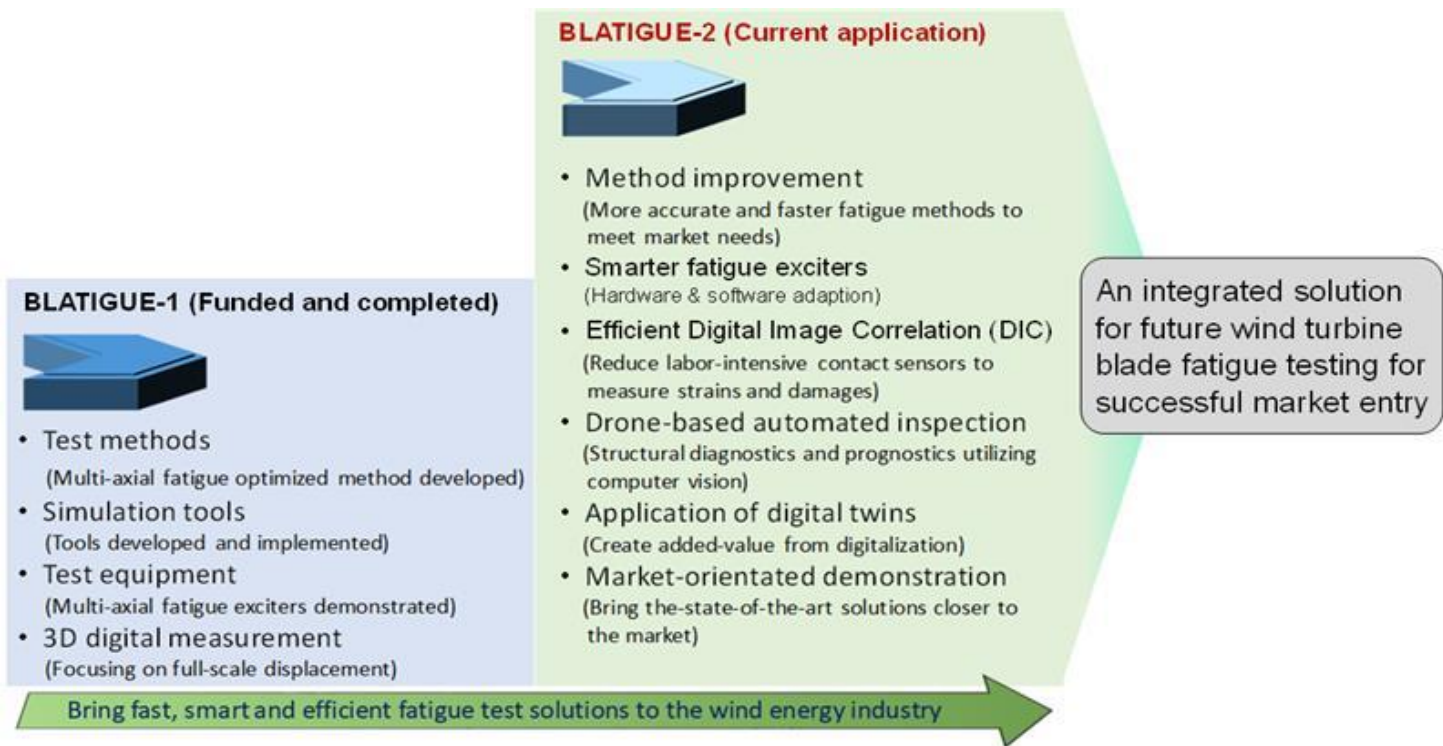 BLATIGUE-1 (Funded and completed)
• Test methods
(Multi-axial fatigue optimized method developed)
• Simulation tools
(Tools developed and implemented)
• Test equipment
(Multi-axial fatigue exciters demonstrated)
• 3D digital measurement
(Focusing on full-scale displacement)
BLATIGUE-2 (Current application)
• Method improvement
(More accurate and faster fatigue methods to
meet market needs)
• Smarter fatigue exciters
(Hardware & software adaption)
• Efficient Digital Image Correlation (DIC)
(Reduce labor-intensive contact sensors to
measure strains and damages)
• Drone-based automated inspection
(Structural diagnostics and prognostics utilizing
computer vision)
• Application of digital twins
(Create added-value from digitalization)
• Market-orientated demonstration
(Bring the-state-of-the-art solutions closer to
the market)
An integrated solution
for future wind turbine
blade fatigue testing for
successful market entry
Bring fast, smart and efficient fatigue test solutions to the wind energy industry